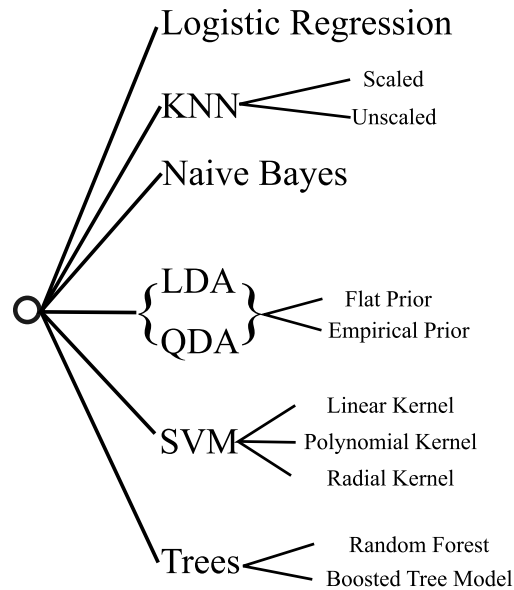 Logistic Regression
KNN
Scaled
Unscaled
Naive Bayes
LDA
QDA
Flat Prior
Empirical Prior
SVM
Linear Kernel
Polynomial Kernel
Radial Kernel
Trees
Random Forest
Boosted Tree Model